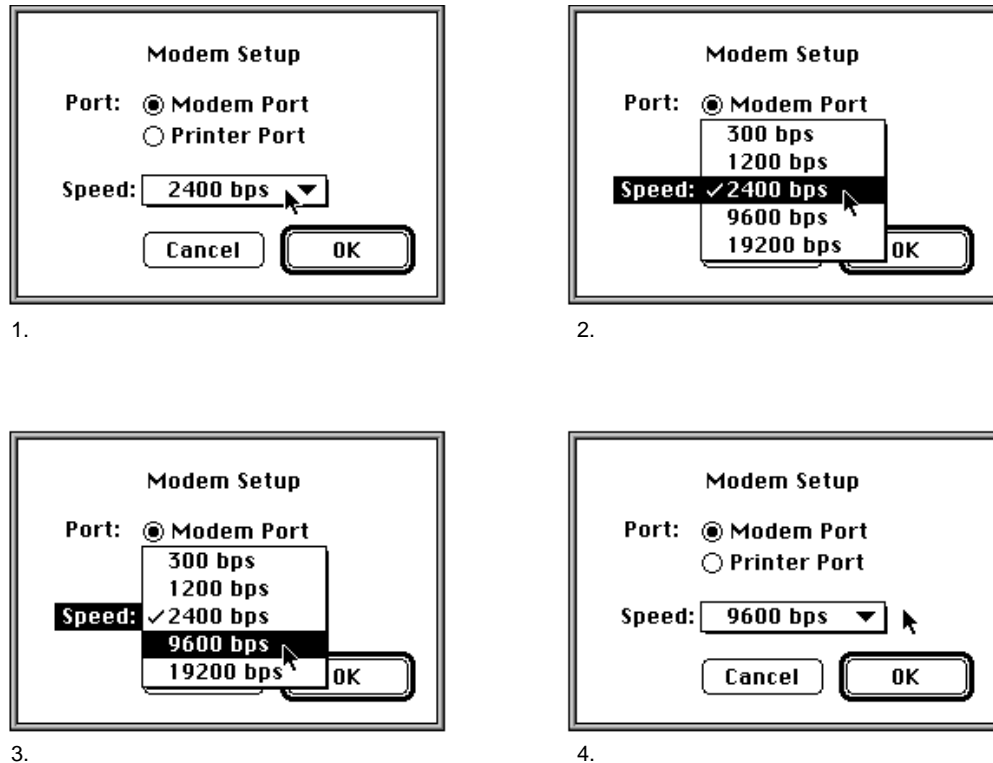 Modem Setup
Port: Modem Port
Printer Port
Speed: 2400 bps
Cancel OK
1.
Modem Setup
Port: Modem Port
300 bps
1200 bps
Speed: ✓2400 bps
9600 bps
19200 bps
OK
2.
Modem Setup
Port: Modem Port
300 bps
1200 bps
Speed: ✓2400 bps
9600 bps
19200 bps
OK
3.
Modem Setup
Port: Modem Port
Printer Port
Speed: 9600 bps
Cancel OK
4.